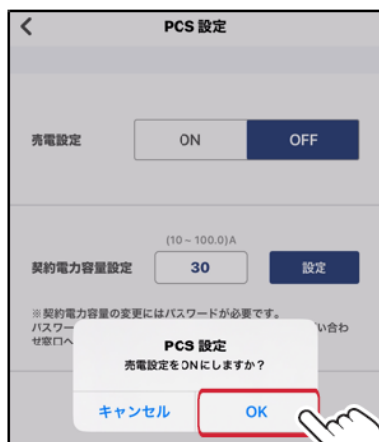 PCS 設定
売電設定
ON
OFF
(10～100.0)A
契約電力容量設定
30
設定
※契約電力容量の変更にはパスワードが必要です。
パスワー い合わ
せ窓口へ
PCS 設定
売電設定をONにしますか？
キャンセル
OK